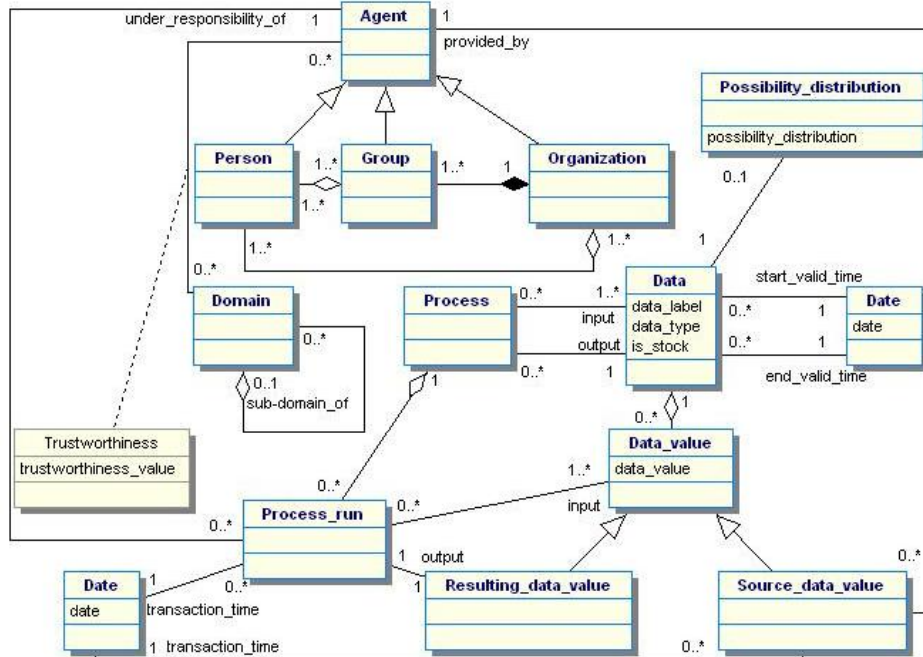 under_responsibility_of
1
Agent
1
provided_by
0..*
Possibility_distribution
possibility_distribution
0..1
1
Person
1..*
1..*
Group
1..*
1
Organization
1..*
1..*
0..*
Domain
0..*
0..1
sub-domain_of
Process
0..*
1..*
input
output
0..*
1
Data
data_label
data_type
is_stock
start_valid_time
0..*
1
Date
date
0..*
1
end_valid_time
1
0..*
1
Trustworthiness
trustworthiness_value
Data_value
data_value
0..*
0..*
1..*
input
0..*
Process_run
1
output
1
Resulting_data_value
0..*
Source_data_value
Date
date
1
0..*
transaction_time
1
transaction_time
0..*